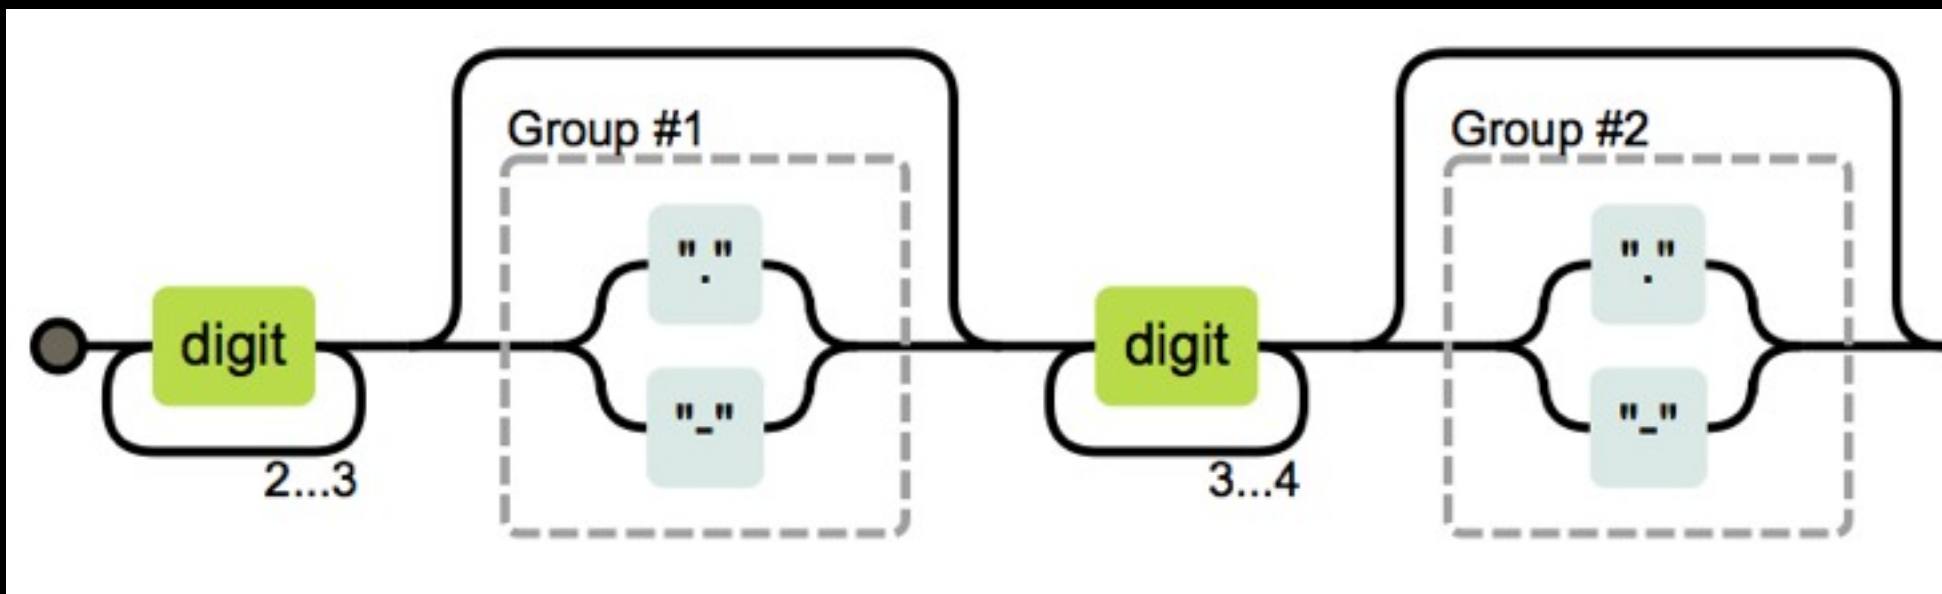 Group #1
Group #2
"."
"."
digit
digit
"-"
"-"
2...3
3...4